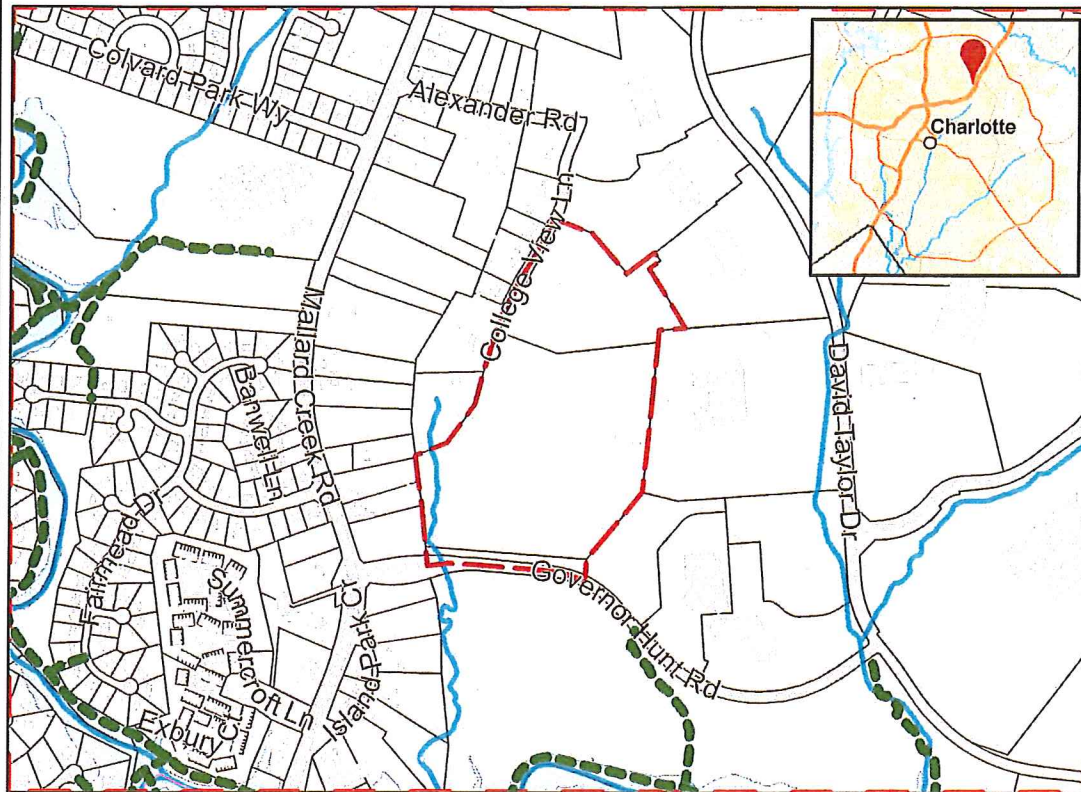 Colvard Park Wy
Alexander Rd
Charlotte
College View Ln
Mallard Creek Rd
Barwell Ln
David Taylor Dr
Fairmead Dr
Summercroft Ln
Governor Hunt Rd
Island Park Ct
Exbury Ct